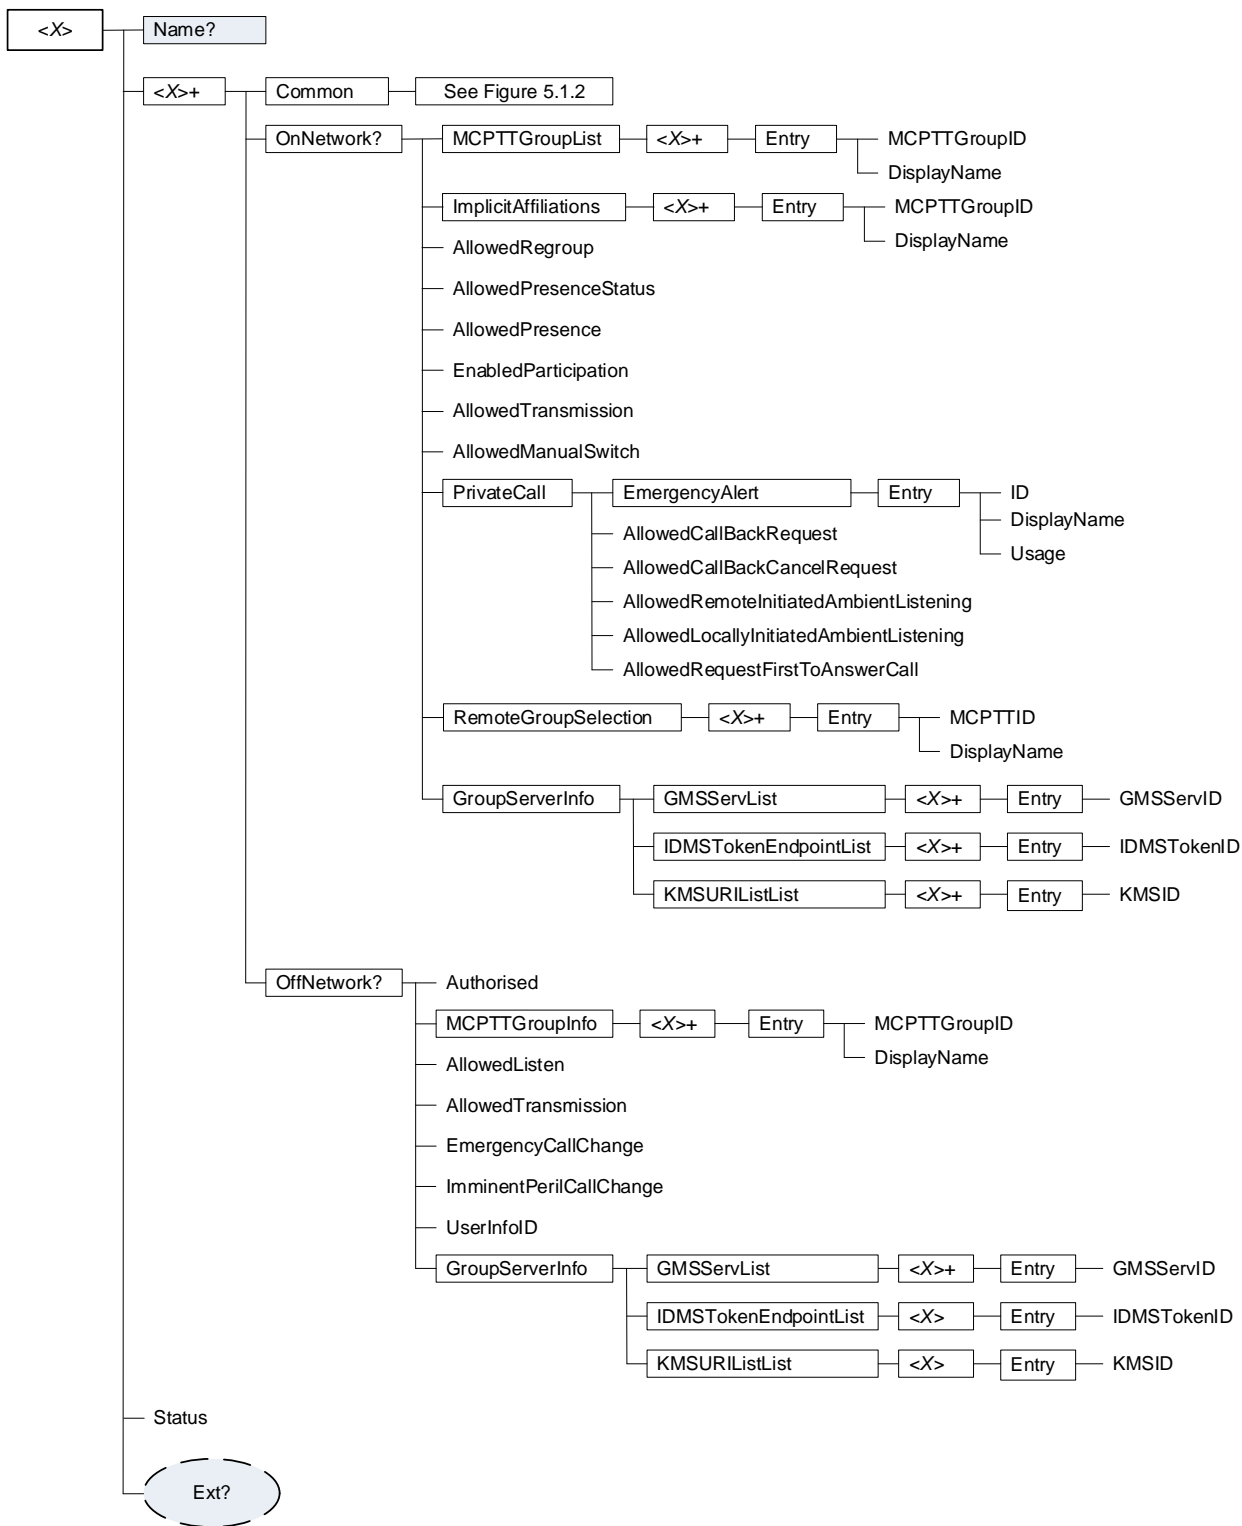 <X> Name?
<X>+ Common See Figure 5.1.2
OnNetwork? MCPTTGroupList <X>+ Entry MCPTTGroupID
DisplayName
ImplicitAffiliations <X>+ Entry MCPTTGroupID
DisplayName
AllowedRegroup
AllowedPresenceStatus
AllowedPresence
EnabledParticipation
AllowedTransmission
AllowedManualSwitch
PrivateCall EmergencyAlert Entry ID
DisplayName
AllowedCallBackRequest
Usage
AllowedCallBackCancelRequest
AllowedRemoteInitiatedAmbientListening
AllowedLocallyInitiatedAmbientListening
AllowedRequestFirstToAnswerCall
RemoteGroupSelection <X>+ Entry MCPTTID
DisplayName
GroupServerInfo GMSServList <X>+ Entry GMSServID
IDMSTokenEndpointList <X>+ Entry IDMSTokenID
KMSURIListList <X>+ Entry KMSID
OffNetwork? Authorised
MCPTTGroupInfo <X>+ Entry MCPTTGroupID
DisplayName
AllowedListen
AllowedTransmission
EmergencyCallChange
ImminentPerilCallChange
UserInfoID
GroupServerInfo GMSServList <X>+ Entry GMSServID
IDMSTokenEndpointList <X> Entry IDMSTokenID
KMSURIListList <X> Entry KMSID
Status
Ext?